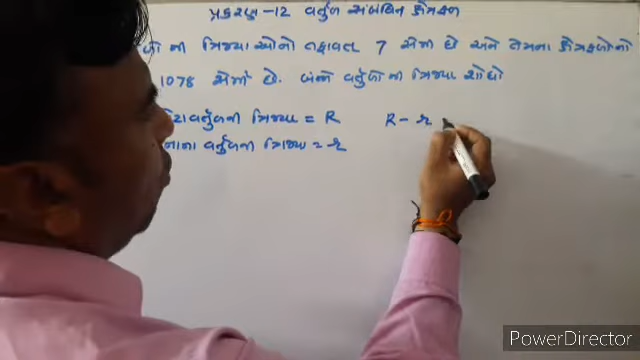 પ્રકરણ-12 વર્તુળ સંબંધિત ક્ષેત્રફળ
ની ત્રિજ્યાઓનો તફાવત 7 સેમી છે અને તેમના ક્ષેત્રફળોનો
1078 સેમી છે. બંને વર્તુળોની ત્રિજ્યા શોધો
વર્તુળની ત્રિજ્યા = R R - r
નાના વર્તુળની ત્રિજ્યા = r
PowerDirector